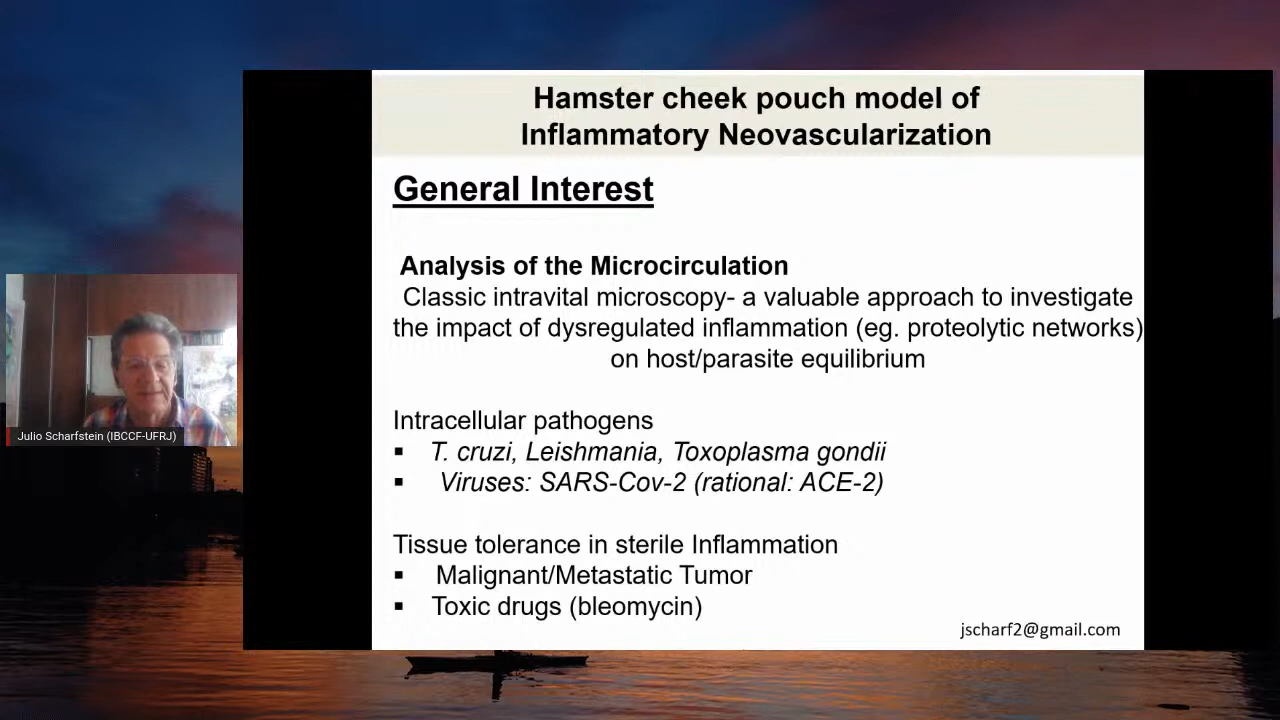 Hamster cheek pouch model of
Inflammatory Neovascularization
General Interest
Analysis of the Microcirculation
Classic intravital microscopy- a valuable approach to investigate
the impact of dysregulated inflammation (eg. proteolytic networks)
on host/parasite equilibrium
Intracellular pathogens
▪ T. cruzi, Leishmania, Toxoplasma gondii
▪ Viruses: SARS-Cov-2 (rational: ACE-2)
Tissue tolerance in sterile Inflammation
▪ Malignant/Metastatic Tumor
▪ Toxic drugs (bleomycin)
jscharf2@gmail.com
Julio Scharfstein (IBCCF-UFRJ)